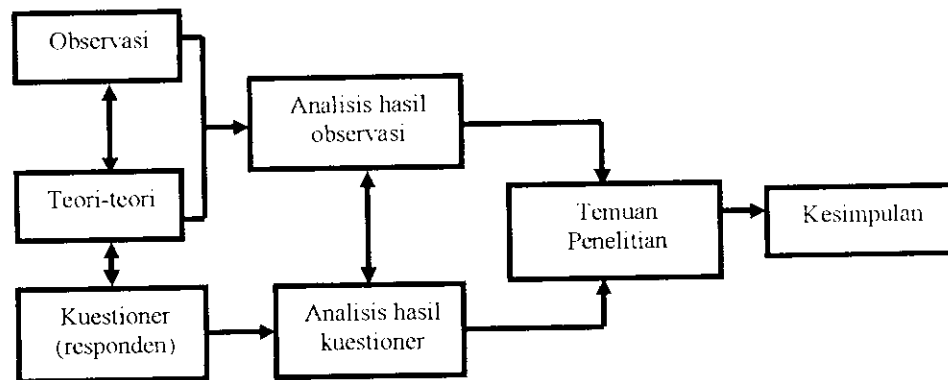 Observasi
Analisis hasil
observasi
Teori-teori
Temuan
Penelitian
Kesimpulan
Kuestioner
(responden)
Analisis hasil
kuestioner